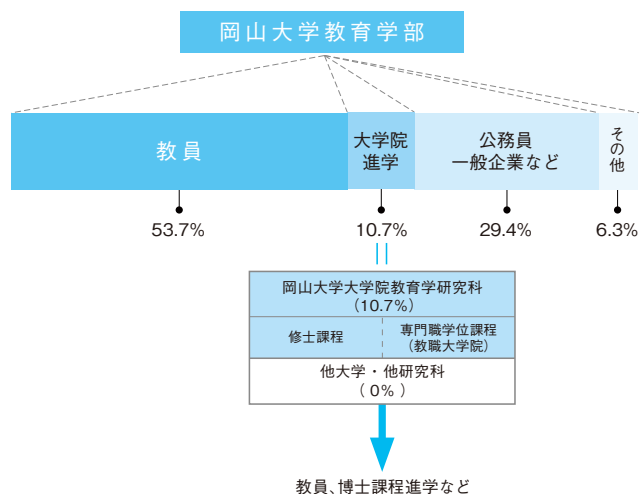 岡山大学教育学部
教員
大学院
進学
公務員
一般企業など
その他
53.7%
10.7%
29.4%
6.3%
岡山大学大学院教育学研究科
（10.7%）
修士課程
専門職学位課程
（教職大学院）
他大学・他研究科
（ 0% ）
教員、博士課程進学など